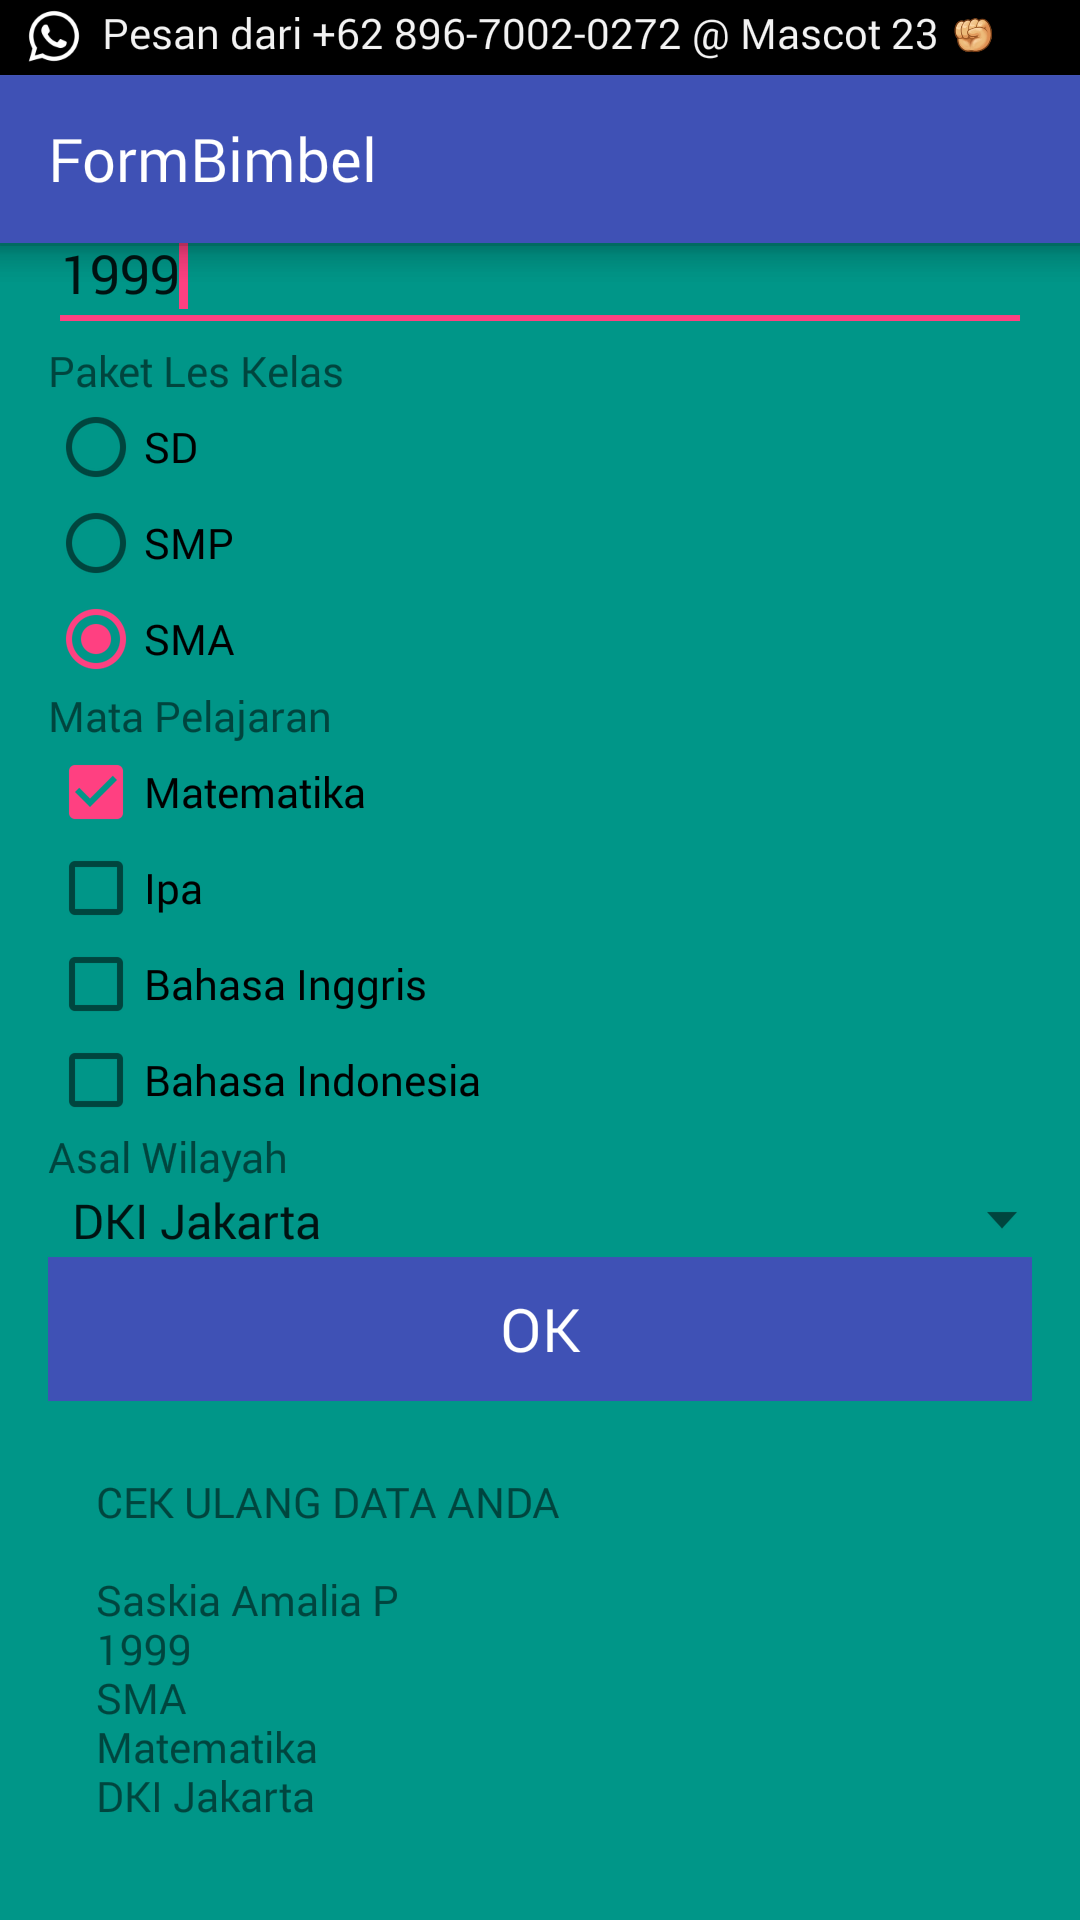 Pesan dari +62 896-7002-0272 @ Mascot 23 ✊
FormBimbel
1999
Paket Les Kelas
SD
SMP
SMA
Mata Pelajaran
Matematika
Ipa
Bahasa Inggris
Bahasa Indonesia
Asal Wilayah
DKI Jakarta
OK
CEK ULANG DATA ANDA
Saskia Amalia P
1999
SMA
Matematika
DKI Jakarta